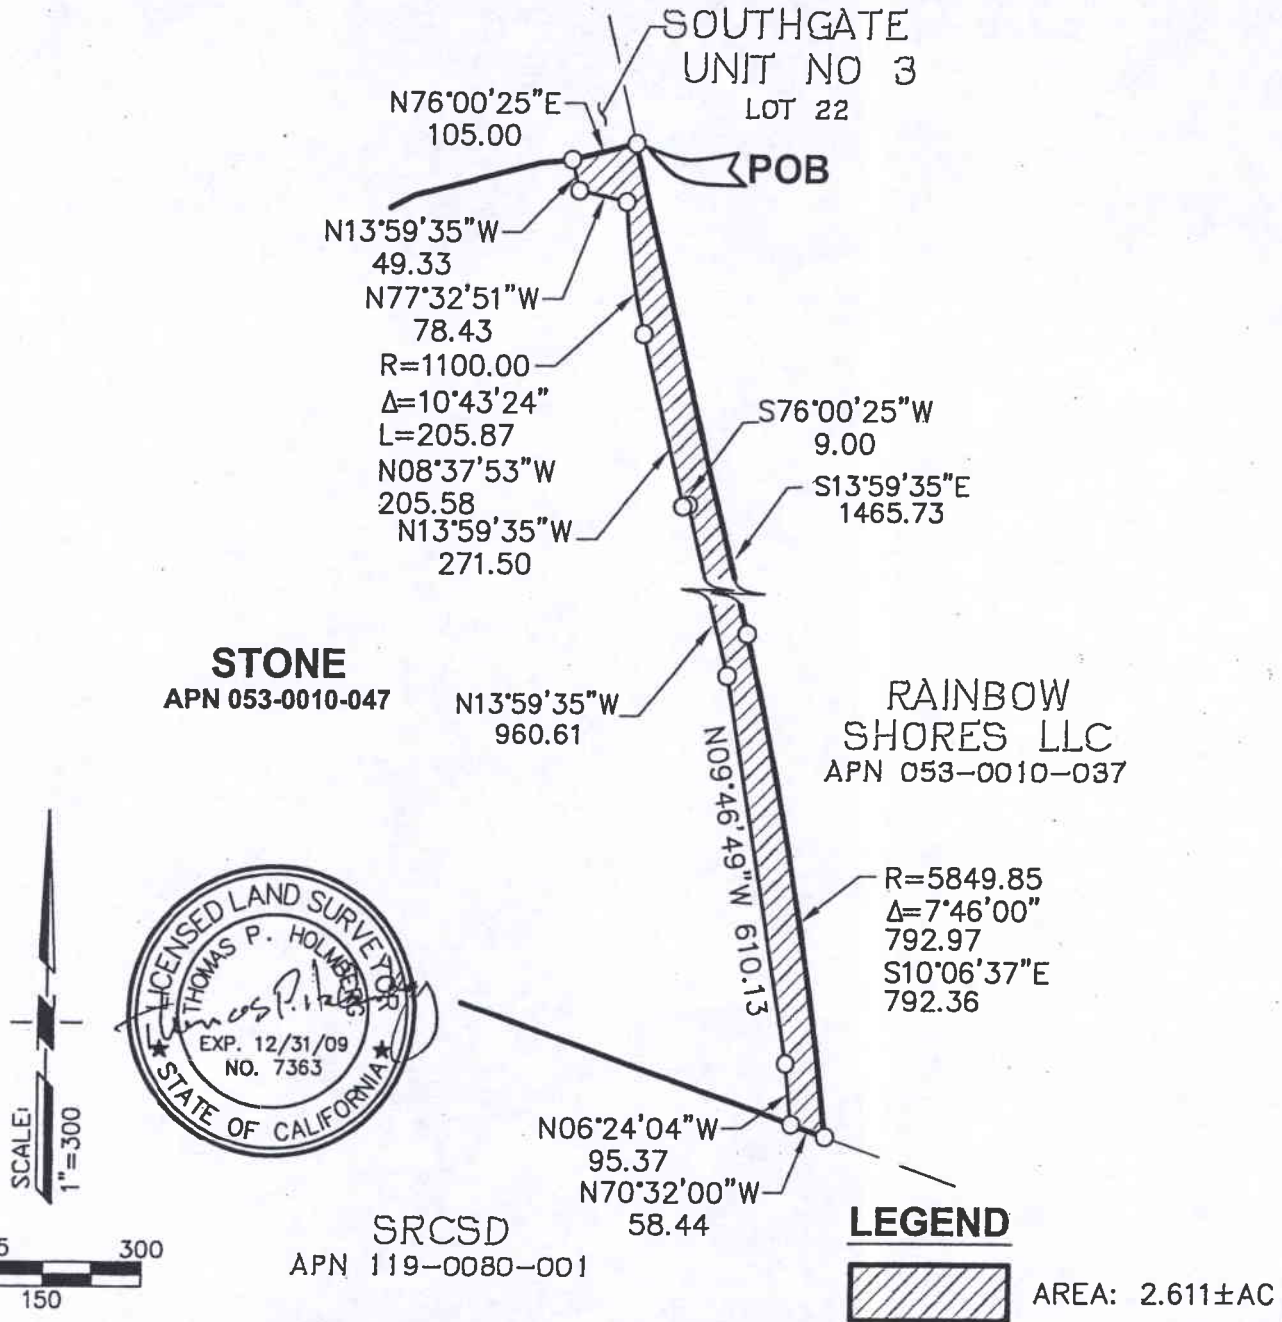 SOUTHGATE
UNIT NO 3
LOT 22
N76°00'25"E
105.00
POB
N13°59'35"W
49.33
N77°32'51"W
78.43
R=1100.00
Δ=10°43'24"
L=205.87
N08°37'53"W
205.58
N13°59'35"W
271.50
S76°00'25"W
9.00
S13°59'35"E
1465.73
STONE
APN 053-0010-047
N13°59'35"W
960.61
RAINBOW
SHORES LLC
APN 053-0010-037
N09°46'49"W 610.13
R=5849.85
Δ=7°46'00"
792.97
S10°06'37"E
792.36
LICENSED LAND SURVEYOR
THOMAS P. HOLMBERG
Thomas P. Holmberg
EXP. 12/31/09
NO. 7363
STATE OF CALIFORNIA
N06°24'04"W
95.37
N70°32'00"W
58.44
SCALE:
1"=300
SRCSD
APN 119-0080-001
5 300
150
LEGEND
AREA: 2.611±AC